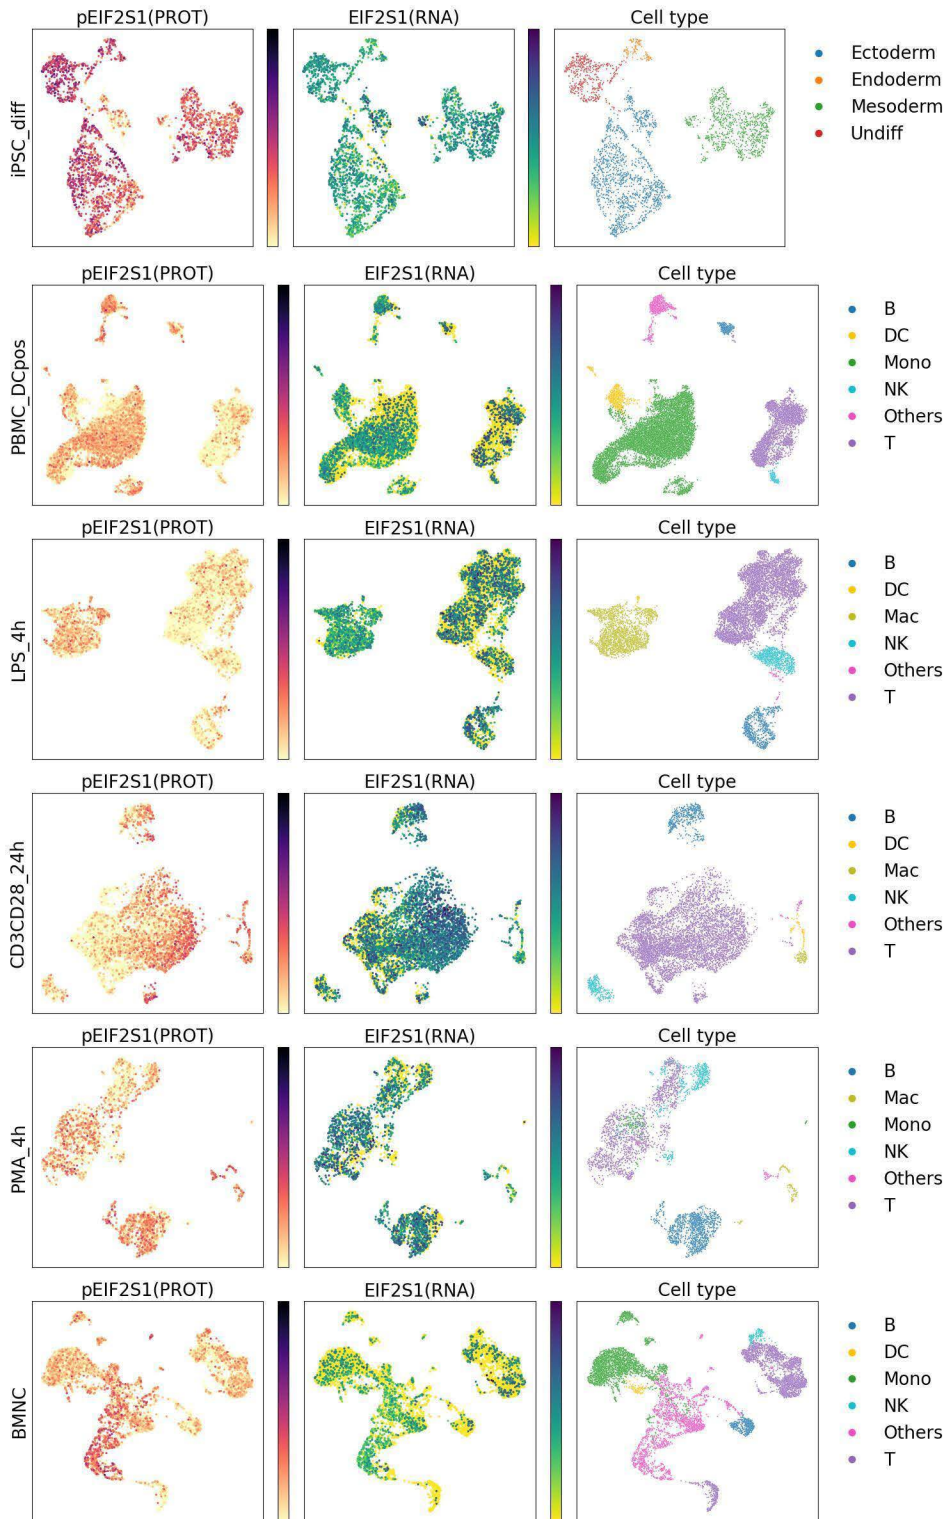 pEIF2S1(PROT) EIF2S1(RNA) Cell type
iPSC_diff
Ectoderm
Endoderm
Mesoderm
Undiff
pEIF2S1(PROT) EIF2S1(RNA) Cell type
PBMC_DCpos
B
DC
Mono
NK
Others
T
pEIF2S1(PROT) EIF2S1(RNA) Cell type
LPS_4h
B
DC
Mac
NK
Others
T
pEIF2S1(PROT) EIF2S1(RNA) Cell type
CD3CD28_24h
B
DC
Mac
NK
Others
T
pEIF2S1(PROT) EIF2S1(RNA) Cell type
PMA_4h
B
Mac
Mono
NK
Others
T
pEIF2S1(PROT) EIF2S1(RNA) Cell type
BMNC
B
DC
Mono
NK
Others
T